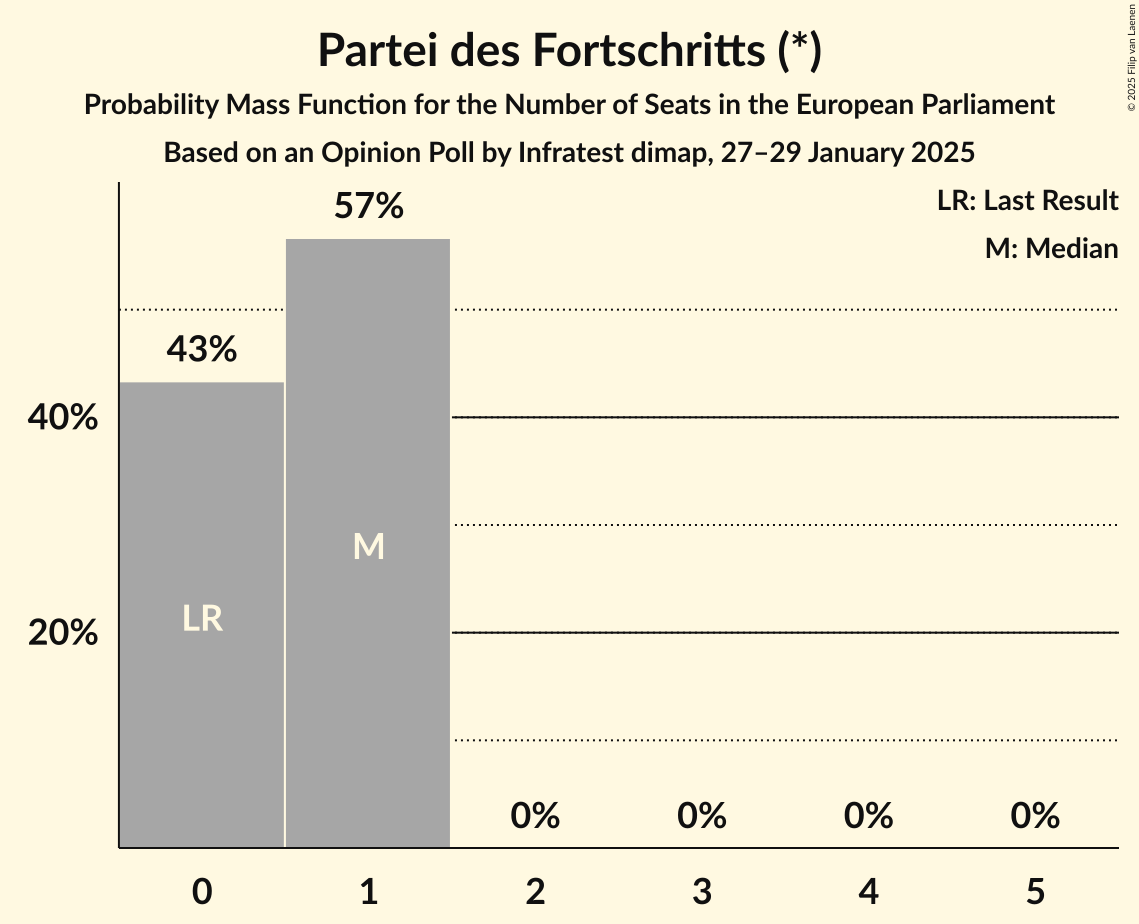 Partei des Fortschritts (*)
Probability Mass Function for the Number of Seats in the European Parliament
Based on an Opinion Poll by Infratest dimap, 27–29 January 2025
© 2025 Filip van Laenen
LR: Last Result
M: Median
57%
43%
40%
20%
M
LR
0%
0%
0%
0%
0
1
2
3
4
5